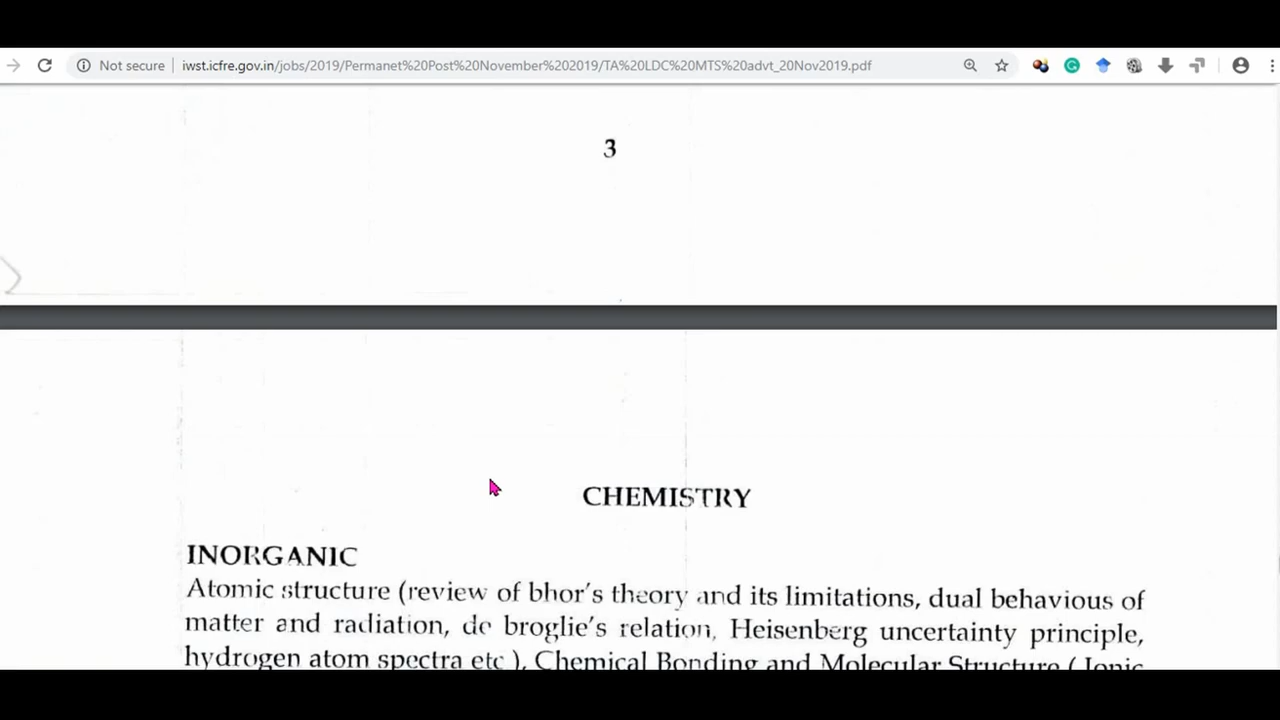 Not secure
iwst.icfre.gov.in/jobs/2019/Permanet%20Post%20November%202019/TA%20LDC%20MTS%20advt_20Nov2019.pdf
3
CHEMISTRY
INORGANIC
Atomic structure (review of bhor's theory and its limitations, dual behavious of
matter and radiation, de broglie's relation, Heisenberg uncertainty principle,
hydrogen atom spectra etc ), Chemical Bonding and Molecular Structure ( Ionic